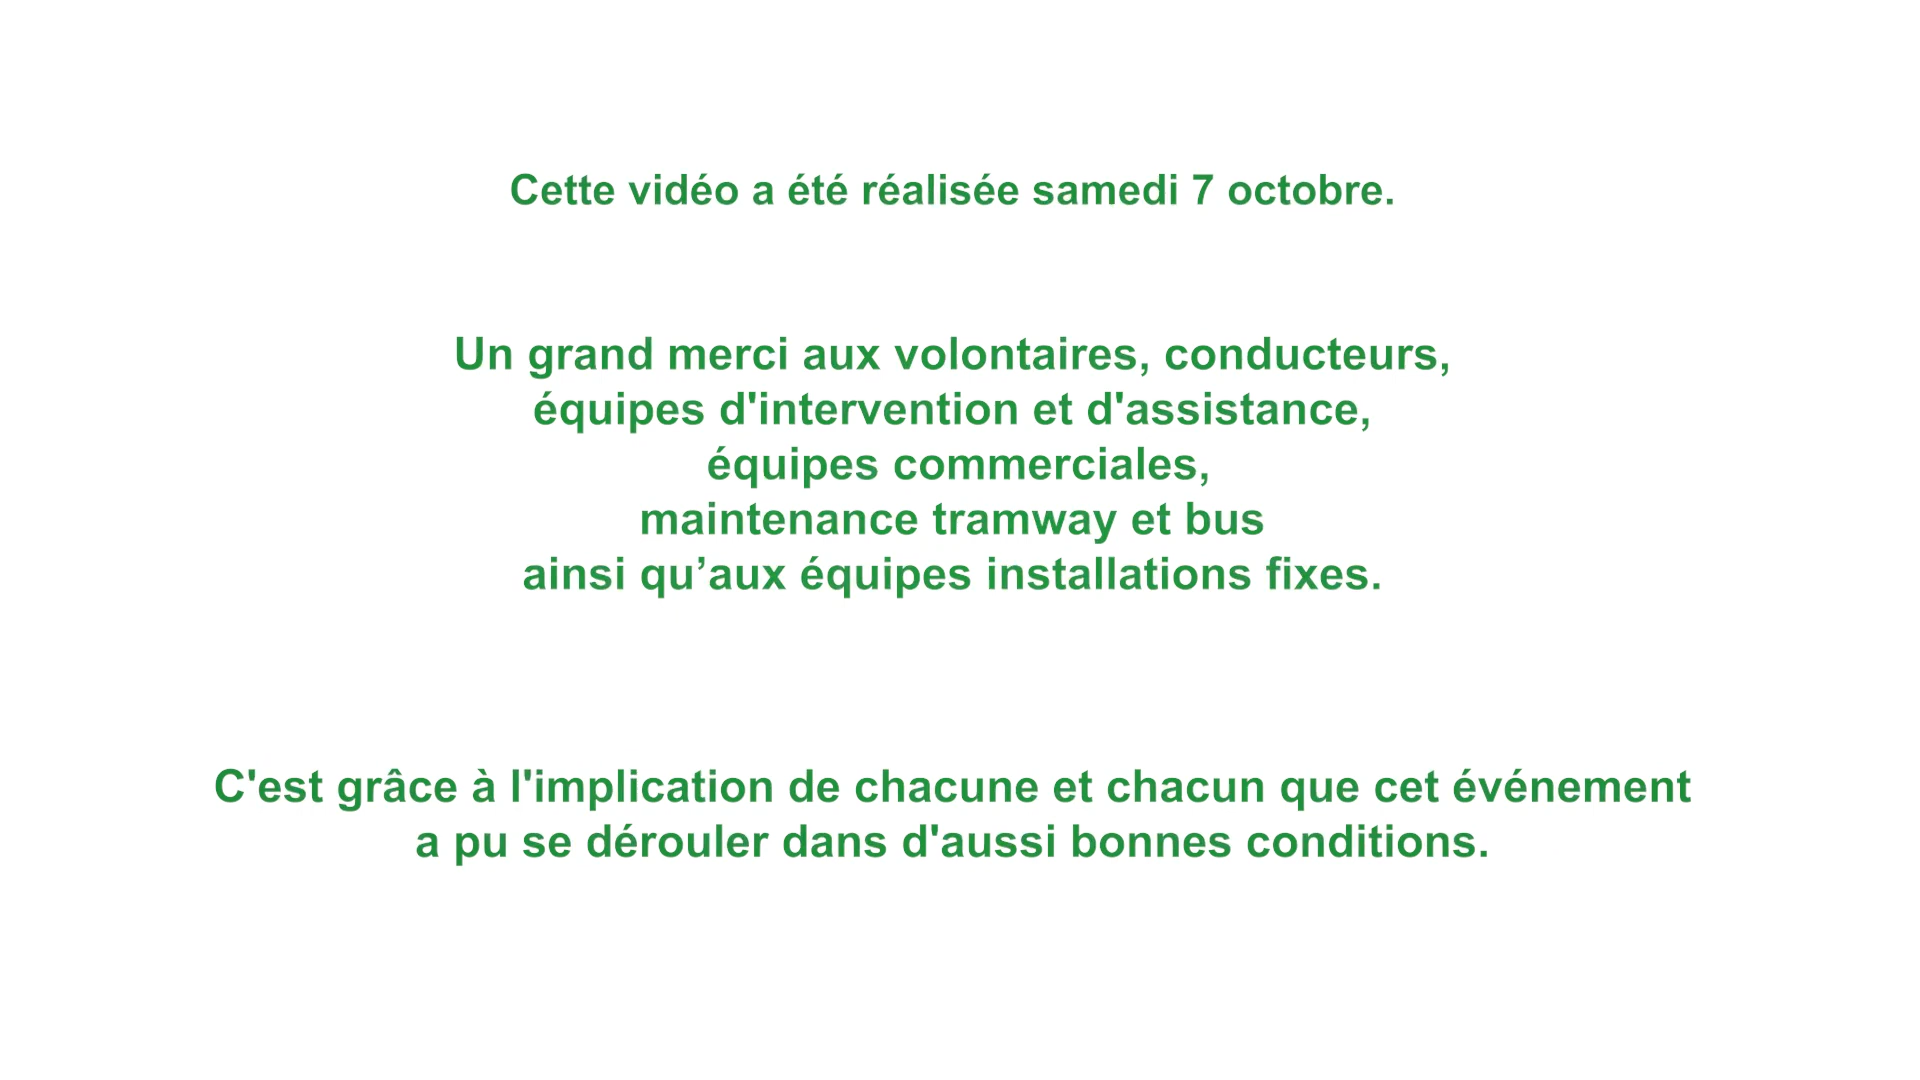 Cette vidéo a été réalisée samedi 7 octobre.
Un grand merci aux volontaires, conducteurs,
équipes d'intervention et d'assistance,
équipes commerciales,
maintenance tramway et bus
ainsi qu’aux équipes installations fixes.
C'est grâce à l'implication de chacune et chacun que cet événement
a pu se dérouler dans d'aussi bonnes conditions.